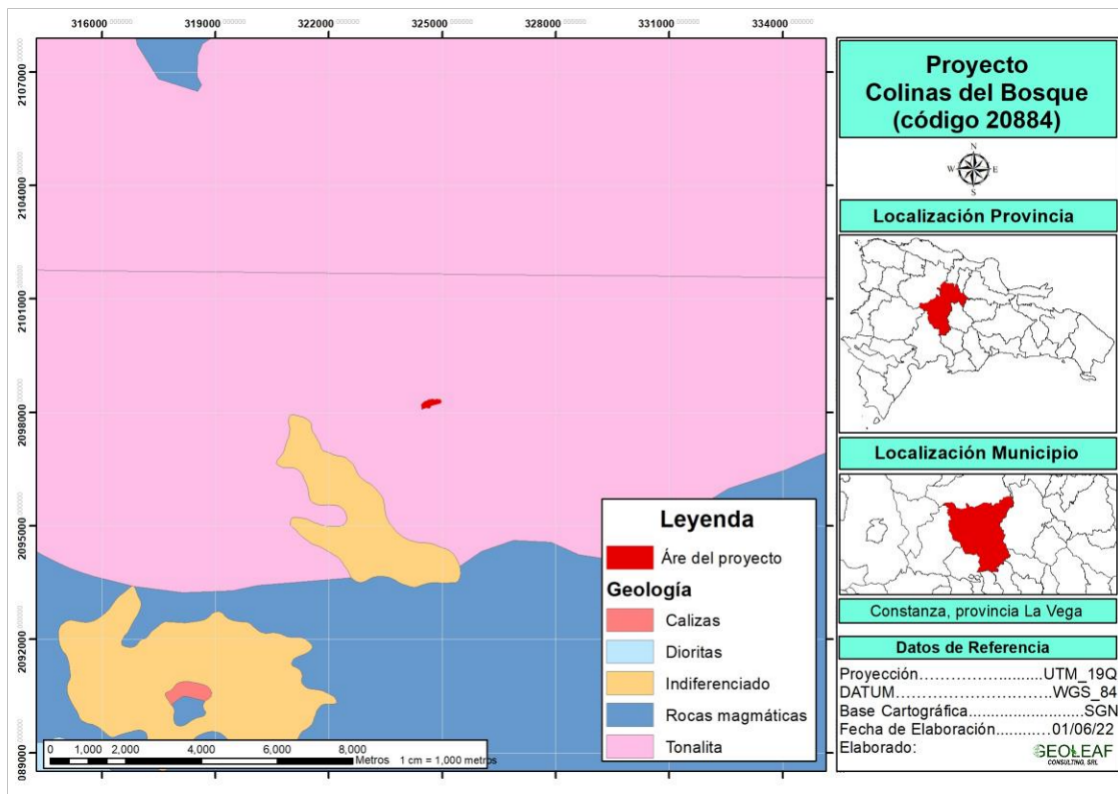 316000 319000 322000 325000 331000 334000
2107000
2104000
2101000
2098000
2095000
2092000
089000
Proyecto
Colinas del Bosque
(código 20884)
N
W E
S
Localización Provincia
Localización Municipio
Constanza, provincia La Vega
Datos de Referencia
Proyección.......................UTM_19Q
DATUM............................WGS_84
Base Cartográfica......................SGN
Fecha de Elaboración...........01/06/22
Elaborado:
GEOLEAF
CONSULTING, SRL
Leyenda
Áre del proyecto
Geología
Calizas
Dioritas
Indiferenciado
Rocas magmáticas
Tonalita
0 1,000 2,000 4,000 6,000 8,000
Metros 1 cm = 1,000 metros